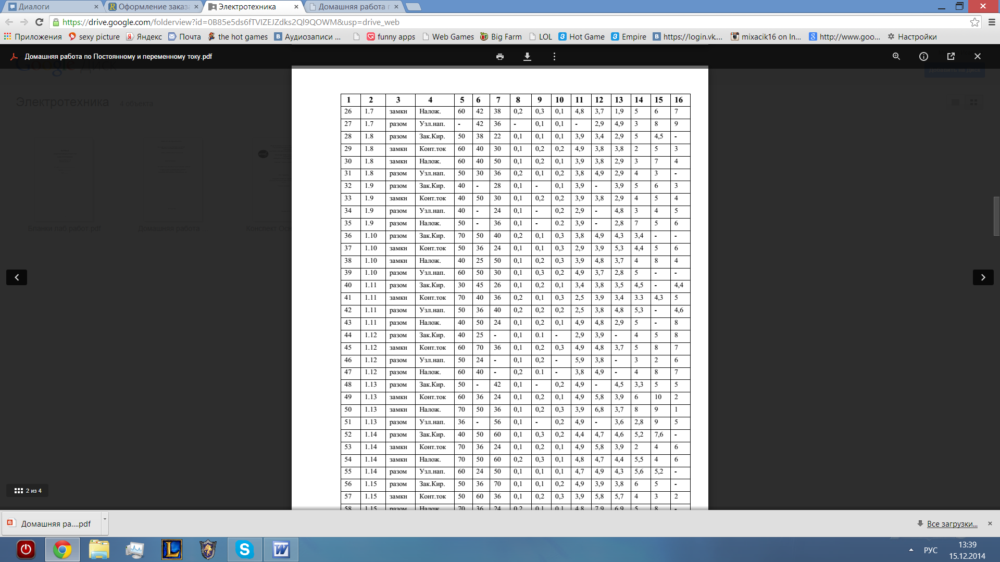 Диалоги
Оформление заказа
Электротехника
Домашняя работа п
https://drive.google.com/folderview?id=0B85e5ds6fTVIZEJZdks2Ql9QOWM&usp=drive_web
Приложения sexy picture Яндекс Почта the hot games Аудиозаписи ... funny apps Web Games Big Farm LOL Hot Game Empire https://login.vk.... mixacik16 on In... http://www.goo... Настройки
Домашняя работа по Постоянному и переменному току.pdf
Электротехника 4 объекта
Бланки лаб.работ.pdf
Домашняя работа
Конспект Осн
1 2 3 4 5 6 7 8 9 10 11 12 13 14 15 16
26 1.7 замкн Налож. 60 42 38 0,2 0,3 0,1 4,8 3,7 1,9 5 6 7
27 1.7 разом Узл.нап. - 42 36 - 0,1 0,1 - 2,9 4,9 3 8 9
28 1.8 разом Зак.Кир. 50 38 22 0,1 0,1 0,1 3,9 3,4 2,9 5 4,5 -
29 1.8 замкн Конт.ток 60 40 30 0,1 0,2 0,2 4,9 3,8 3,8 2 5 3
30 1.8 замкн Налож. 60 40 50 0,1 0,2 0,1 3,9 3,8 2,9 3 7 4
31 1.8 разом Узл.нап. 50 30 36 0,2 0,1 0,2 3,8 4,9 2,9 4 3 -
32 1.9 разом Зак.Кир. 40 - 28 0,1 - 0,1 3,9 - 3,9 5 6 3
33 1.9 замкн Конт.ток 40 50 30 0,1 0,2 0,2 3,9 3,8 2,9 4 5 4
34 1.9 разом Узл.нап. 40 - 24 0,1 - 0,2 2,9 - 4,8 3 4 5
35 1.9 разом Налож. 50 - 36 0,1 - 0.2 3,9 - 2,8 7 5 6
36 1.10 разом Зак.Кир. 70 50 40 0,2 0,1 0,3 3,8 4,9 4,3 3,4 - -
37 1.10 замкн Конт.ток 50 36 24 0,1 0,1 0,3 2,9 3,9 5,3 4,4 5 6
38 1.10 замкн Налож. 40 25 50 0,1 0,2 0,3 3,9 4,8 3,7 4 8 4
39 1.10 разом Узл.нап. 60 50 30 0,1 0,3 0,2 4,9 3,7 2,8 5 - -
40 1.11 разом Зак.Кир. 30 45 26 0,1 0,2 0,1 3,4 3,8 3,5 4,5 - 4,4
41 1.11 замкн Конт.ток 70 40 36 0,2 0,1 0,3 2,5 3,9 3,4 3.3 4,3 5
42 1.11 разом Узл.нап. 50 36 40 0,2 0,2 0,2 2,5 3,8 4,8 5,3 - 4,6
43 1.11 разом Налож. 40 50 24 0,1 0,2 0,1 4,9 4,8 2,9 5 - 8
44 1.12 разом Зак.Кир. 40 25 - 0,1 0.1 - 2,9 3,9 - 4 5 8
45 1.12 замкн Конт.ток 60 70 36 0,1 0,2 0,3 4,9 4,8 3,7 5 8 7
46 1.12 разом Узл.нап. 50 24 - 0,1 0,2 - 5,9 3,8 - 3 2 6
47 1.12 разом Налож. 60 40 - 0,2 0.1 - 3,8 4,9 - 4 8 7
48 1.13 разом Зак.Кир. 50 - 42 0,1 - 0,2 4,9 - 4,5 3,3 5 5
49 1.13 замкн Конт.ток 60 36 24 0,1 0,2 0,1 4,9 5,8 3,9 6 10 2
50 1.13 замкн Налож. 70 50 36 0,1 0,2 0,3 3,9 6,8 3,7 8 9 1
51 1.13 разом Узл.нап. 36 - 56 0,1 - 0,2 4,9 - 3,6 2,8 9 5
52 1.14 разом Зак.Кир. 40 50 60 0,1 0,3 0,2 4,4 4,7 4,6 5,2 7,6 -
53 1.14 замкн Конт.ток 70 36 24 0,1 0,2 0,1 4,9 5,8 3,9 2 4 6
54 1.14 замкн Налож. 70 50 60 0,2 0,3 0,1 4,8 4,7 4,4 5,5 4 6
55 1.14 разом Узл.нап. 60 24 50 0,1 0,1 0,1 4,7 4,9 4,3 5,6 5,2 -
56 1.15 разом Зак.Кир. 50 36 70 0,1 0,1 0,2 4,9 3,9 3,8 6 5 -
57 1.15 замкн Конт.ток 50 60 36 0,1 0,2 0,3 3,9 5,8 5,7 4 3 2
58 1.15 разом Налож. 70 36 24 0,2 0,1 0,1 4,8 7,9 6,9 5 8 -
2 из 4
Домашняя ра....pdf
Все загрузки...
РУС
13:39
15.12.2014